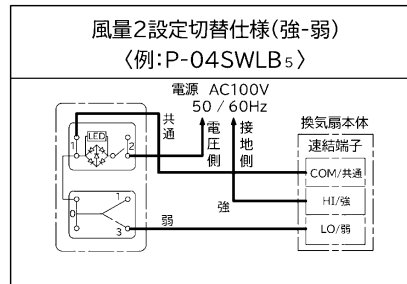 風量2設定切替仕様(強-弱)
〈例:P-04SWLB5〉
電源 AC100V
50 / 60Hz
共通
電圧側
接地側
換気扇本体
速結端子
LED
1
2
COM/共通
HI/強
LO/弱
強
弱
0
1
3